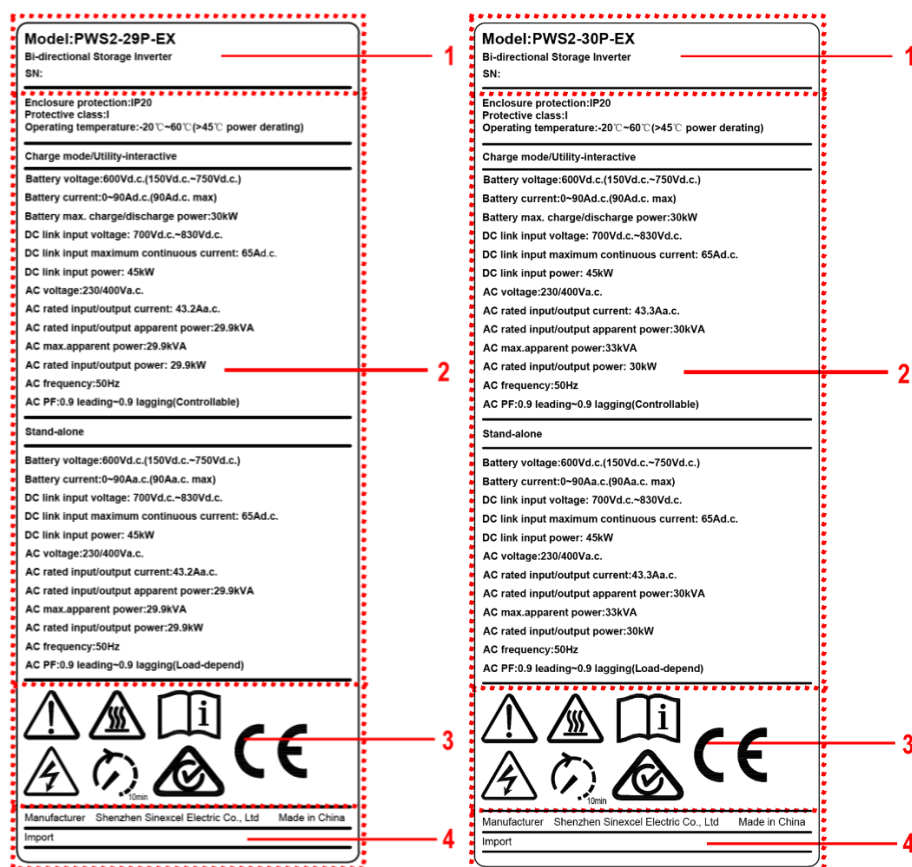 Model:PWS2-29P-EX
Bi-directional Storage Inverter
SN:
1
Enclosure protection:IP20
Protective class:I
Operating temperature:-20℃~60℃(>45℃ power derating)
Charge mode/Utility-interactive
Battery voltage:600Vd.c.(150Vd.c.~750Vd.c.)
Battery current:0~90Ad.c.(90Ad.c. max)
Battery max. charge/discharge power:30kW
DC link input voltage: 700Vd.c.~830Vd.c.
DC link input maximum continuous current: 65Ad.c.
DC link input power: 45kW
AC voltage:230/400Va.c.
AC rated input/output current: 43.2Aa.c.
AC rated input/output apparent power:29.9kVA
AC max.apparent power:29.9kVA
AC rated input/output power: 29.9kW
2
AC frequency:50Hz
AC PF:0.9 leading~0.9 lagging(Controllable)
Stand-alone
Battery voltage:600Vd.c.(150Vd.c.~750Vd.c.)
Battery current:0~90Aa.c.(90Aa.c. max)
DC link input voltage: 700Vd.c.~830Vd.c.
DC link input maximum continuous current: 65Ad.c.
DC link input power: 45kW
AC voltage:230/400Va.c.
AC rated input/output current:43.2Aa.c.
AC rated input/output apparent power:29.9kVA
AC max.apparent power:29.9kVA
AC rated input/output power:29.9kW
AC frequency:50Hz
AC PF:0.9 leading~0.9 lagging(Load-depend)
i
CE
3
10min
Manufacturer Shenzhen Sinexcel Electric Co., Ltd Made in China
Import
4
Model:PWS2-30P-EX
Bi-directional Storage Inverter
SN:
1
Enclosure protection:IP20
Protective class:I
Operating temperature:-20℃~60℃(>45℃ power derating)
Charge mode/Utility-interactive
Battery voltage:600Vd.c.(150Vd.c.~750Vd.c.)
Battery current:0~90Ad.c.(90Ad.c. max)
Battery max. charge/discharge power:30kW
DC link input voltage: 700Vd.c.~830Vd.c.
DC link input maximum continuous current: 65Ad.c.
DC link input power: 45kW
AC voltage:230/400Va.c.
AC rated input/output current: 43.3Aa.c.
AC rated input/output apparent power:30kVA
AC max.apparent power:33kVA
AC rated input/output power: 30kW
2
AC frequency:50Hz
AC PF:0.9 leading~0.9 lagging(Controllable)
Stand-alone
Battery voltage:600Vd.c.(150Vd.c.~750Vd.c.)
Battery current:0~90Aa.c.(90Aa.c. max)
DC link input voltage: 700Vd.c.~830Vd.c.
DC link input maximum continuous current: 65Ad.c.
DC link input power: 45kW
AC voltage:230/400Va.c.
AC rated input/output current:43.3Aa.c.
AC rated input/output apparent power:30kVA
AC max.apparent power:33kVA
AC rated input/output power:30kW
AC frequency:50Hz
AC PF:0.9 leading~0.9 lagging(Load-depend)
i
CE
3
10min
Manufacturer Shenzhen Sinexcel Electric Co., Ltd Made in China
Import
4